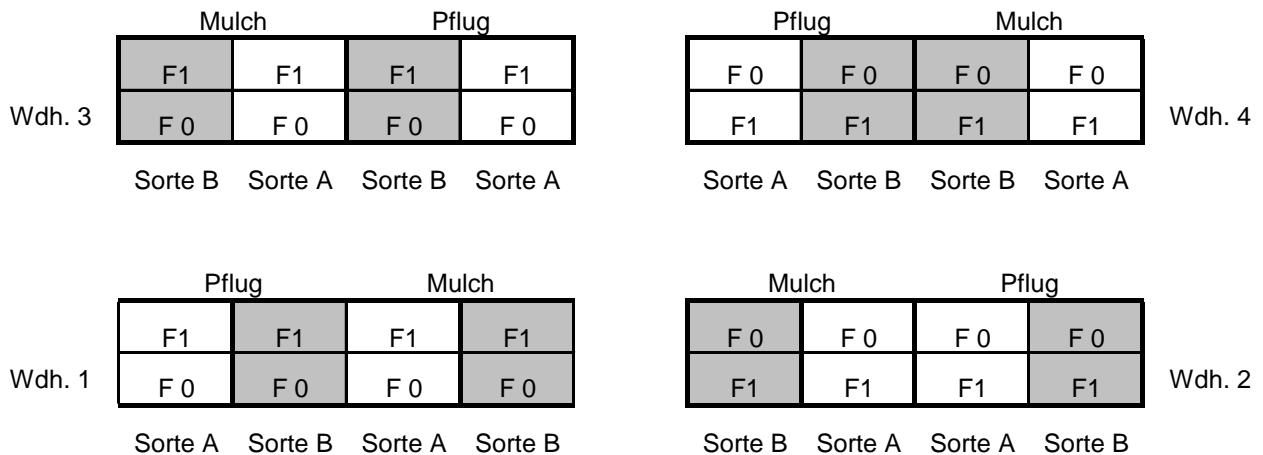 Mulch Pflug Pflug Mulch
F1 F1 F1 F1 F 0 F 0 F 0 F 0
Wdh. 3 F 0 F 0 F 0 F 0 F1 F1 F1 F1 Wdh. 4
Sorte B Sorte A Sorte B Sorte A Sorte A Sorte B Sorte B Sorte A
Pflug Mulch Mulch Pflug
F1 F1 F1 F1 F 0 F 0 F 0 F 0
Wdh. 1 F 0 F 0 F 0 F 0 F1 F1 F1 F1 Wdh. 2
Sorte A Sorte B Sorte A Sorte B Sorte B Sorte A Sorte A Sorte B